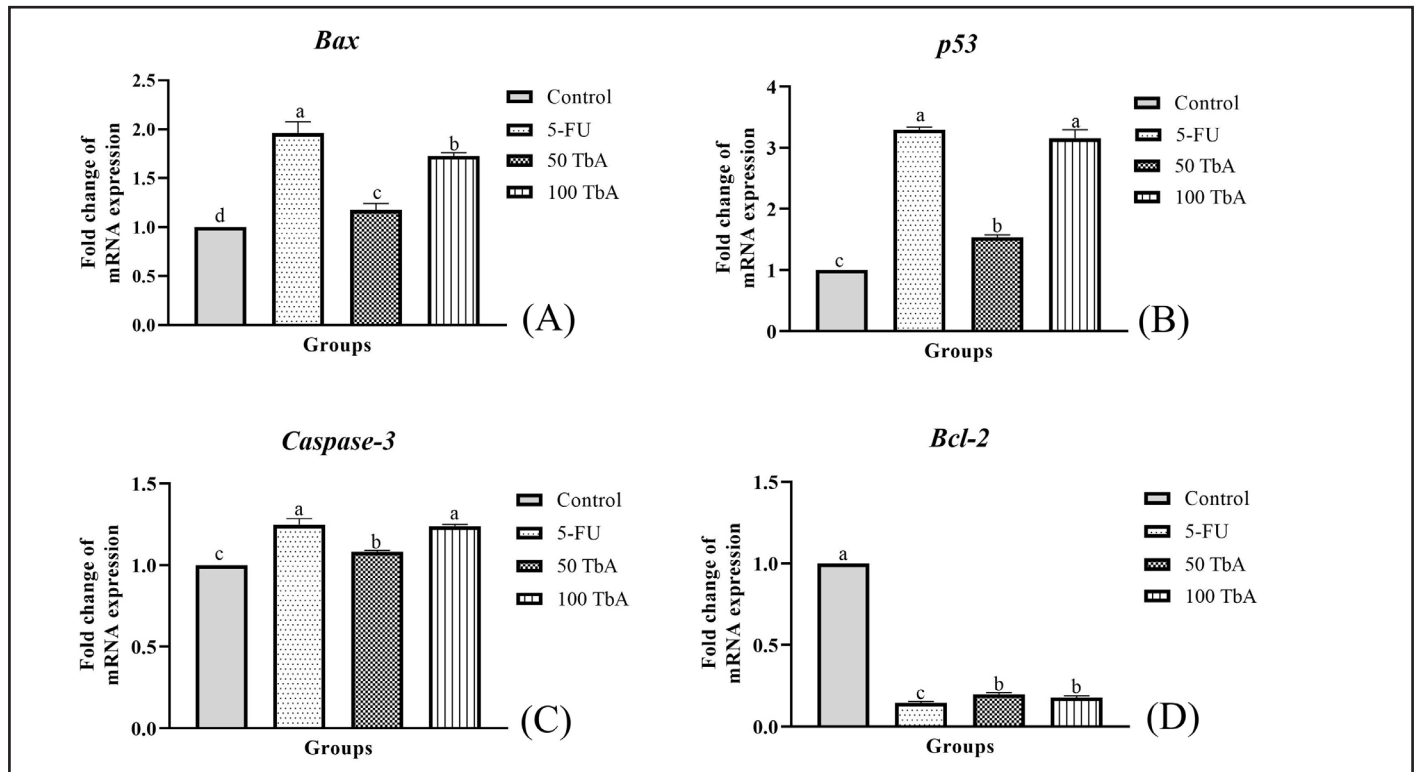 Bax
Fold change of
mRNA expression
2.5
2.0
1.5
1.0
0.5
0.0
d
a
c
b
Groups
Control
5-FU
50 TbA
100 TbA
(A)
p53
Fold change of
mRNA expression
4
3
2
1
0
c
a
b
a
Groups
Control
5-FU
50 TbA
100 TbA
(B)
Caspase-3
Fold change of
mRNA expression
1.5
1.0
0.5
0.0
c
a
b
a
Groups
Control
5-FU
50 TbA
100 TbA
(C)
Bcl-2
Fold change of
mRNA expression
1.5
1.0
0.5
0.0
a
c
b
b
Groups
Control
5-FU
50 TbA
100 TbA
(D)